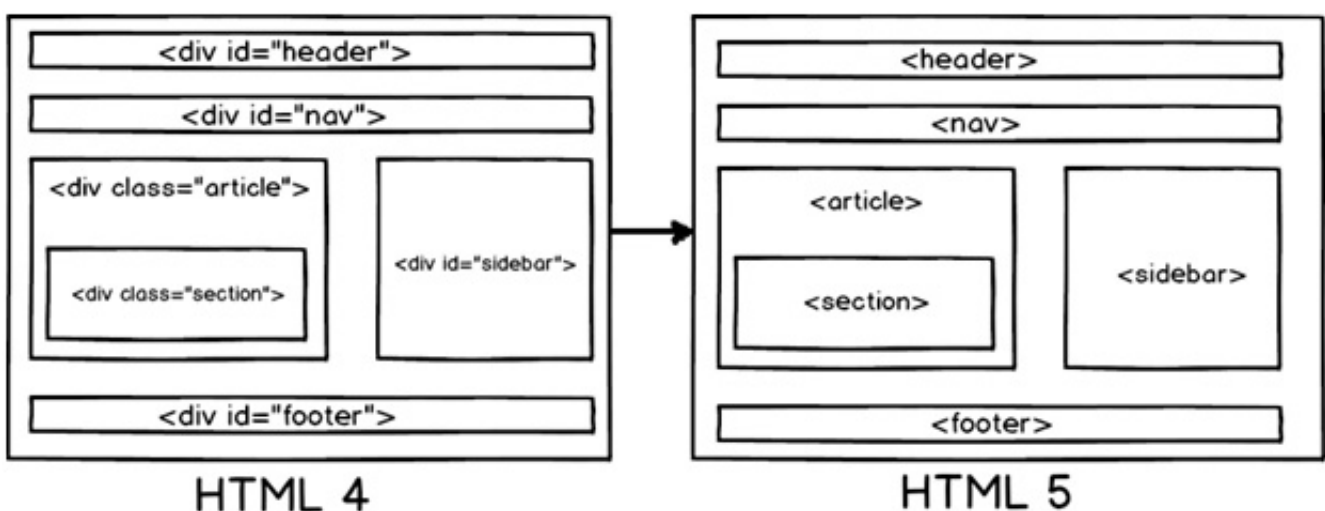 <div id="header">
<div id="nav">
<div class="article">
<div class="section">
<div id="sidebar">
<div id="footer">
HTML 4
<header>
<nav>
<article>
<section>
<sidebar>
<footer>
HTML 5